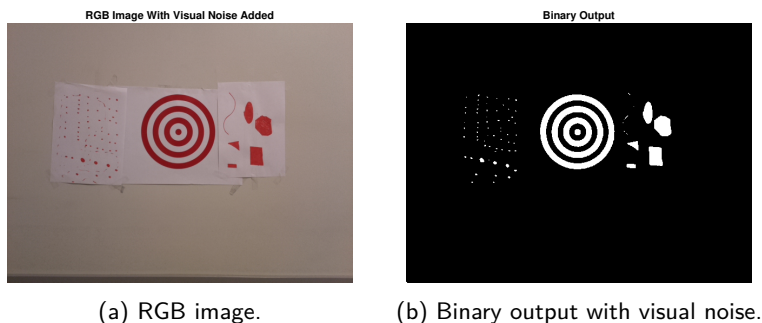 RGB Image With Visual Noise Added
Binary Output
(a) RGB image.
(b) Binary output with visual noise.